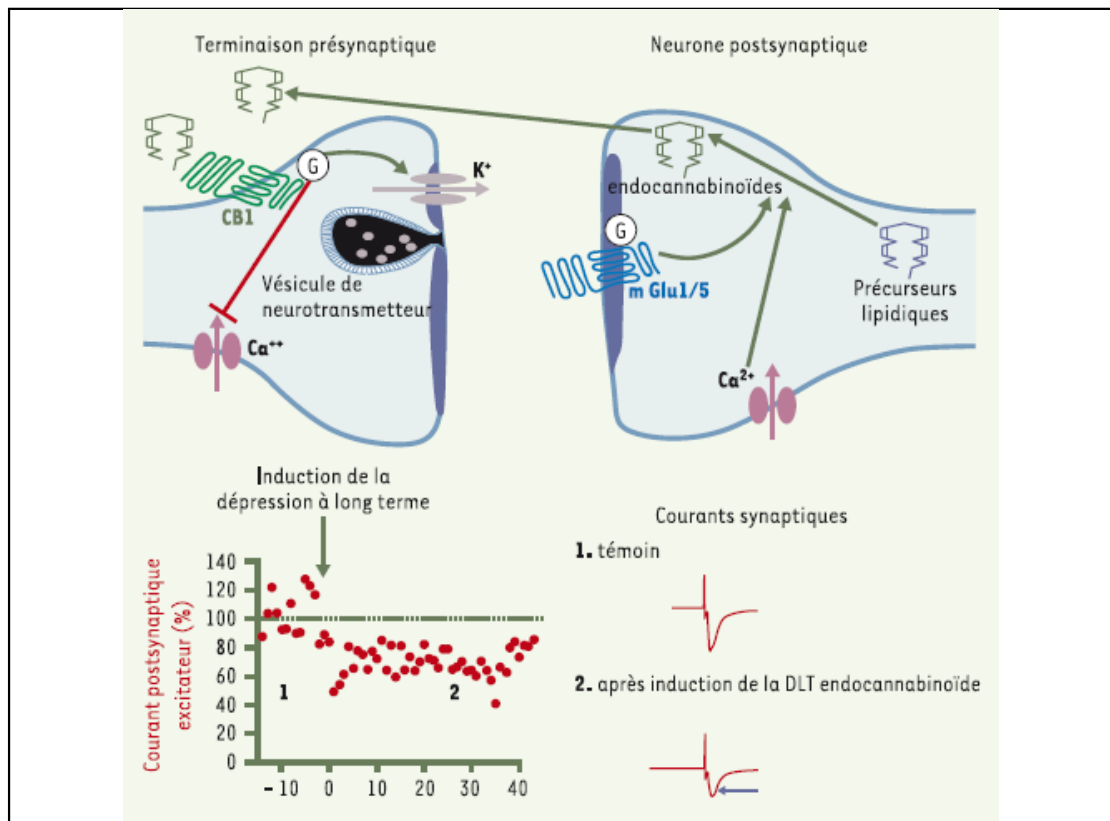 Terminaison présynaptique
Neurone postsynaptique
G
K⁺
CB1
endocannabinoïdes
G
m Glu1/5
Vésicule de
neurotransmetteur
Précurseurs
lipidiques
Ca⁺⁺
Ca²⁺
Induction de la
dépression à long terme
Courant postsynaptique
excitateur (%)
140
120
100
80
60
40
20
0
1
2
- 10
0
10
20
30
40
Courants synaptiques
1. témoin
2. après induction de la DLT endocannabinoïde